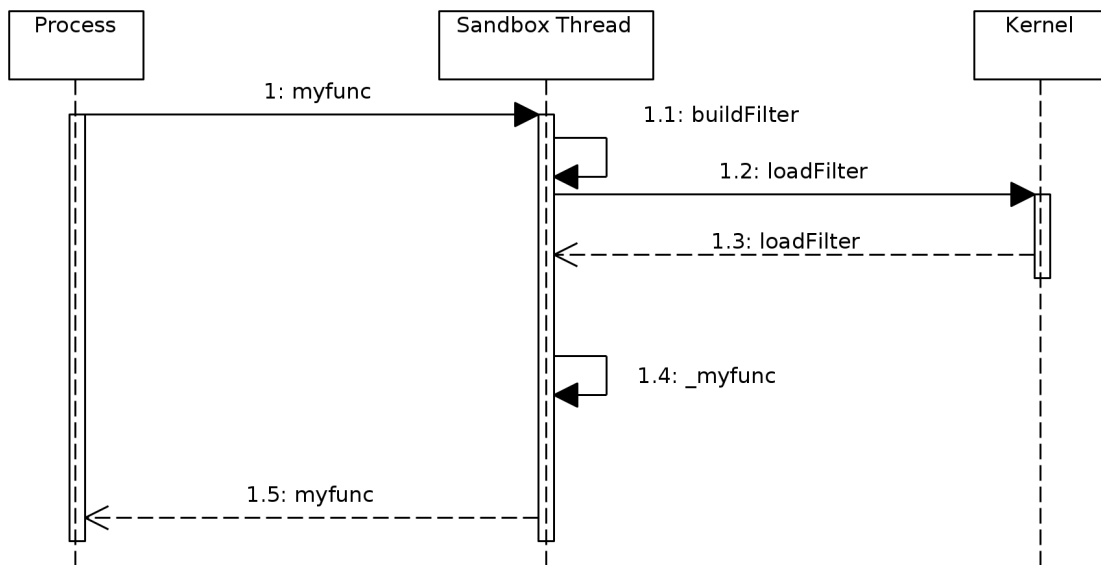 Process
Sandbox Thread
Kernel
1: myfunc
1.1: buildFilter
1.2: loadFilter
1.3: loadFilter
1.4: _myfunc
1.5: myfunc